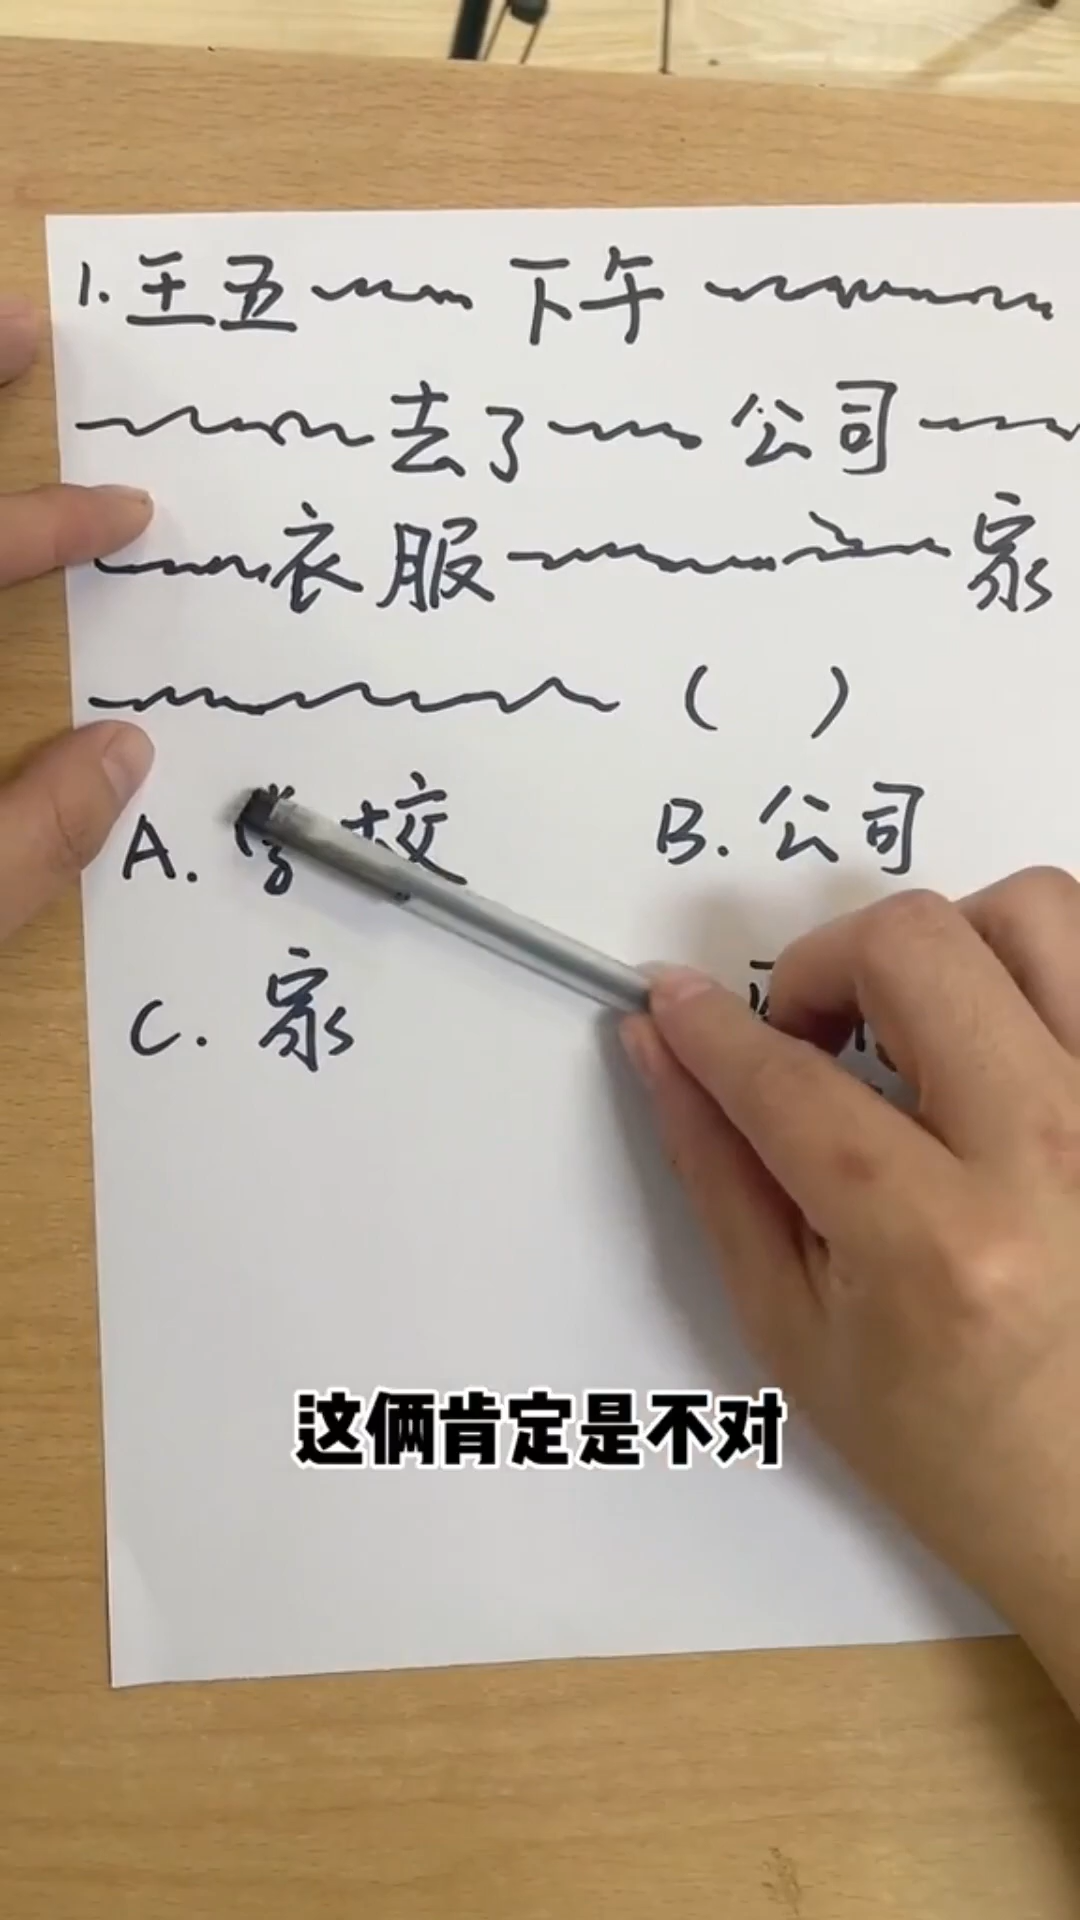 1. 王五 下午
去了 公司
衣服 家
( )
A. 学校 B. 公司
C. 家
这俩肯定是不对